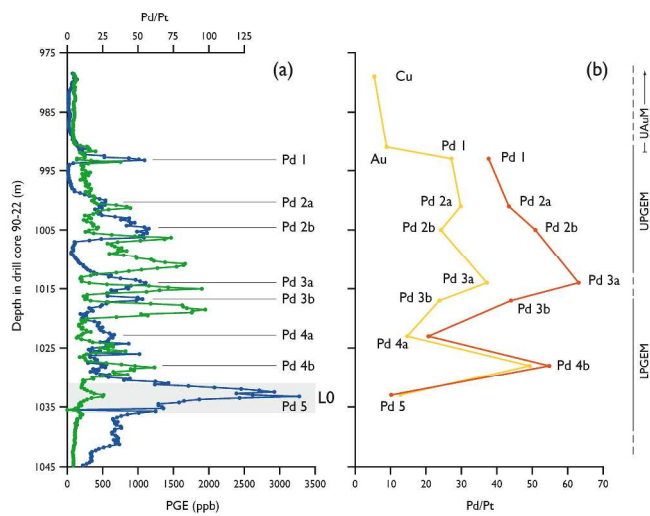 Pd/Pt
0 25 50 75 100 125
975
985
995
1005
1015
1025
1035
1045
Depth in drill core 90-22 (m)
(a)
Pd 1
Pd 2a
Pd 2b
Pd 3a
Pd 3b
Pd 4a
Pd 4b
L0
Pd 5
0 500 1000 1500 2000 2500 3000 3500
PGE (ppb)
(b)
Cu
Au
Pd 1
Pd 1
Pd 2a
Pd 2a
Pd 2b
Pd 2b
Pd 3a
Pd 3a
Pd 3b
Pd 3b
Pd 4a
Pd 4b
Pd 5
0 10 20 30 40 50 60 70
Pd/Pt
UAuM
UPGEM
LPGEM